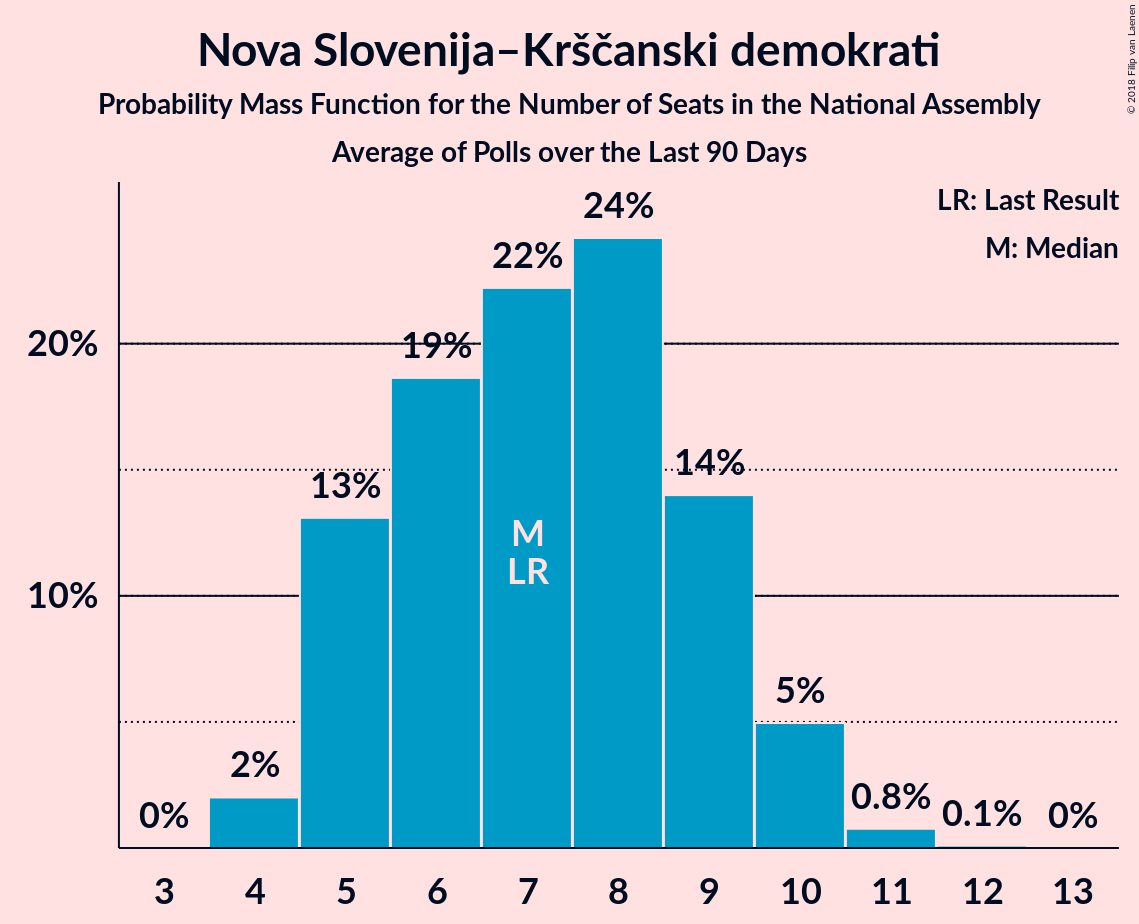 Nova Slovenija–Krščanski demokrati
Probability Mass Function for the Number of Seats in the National Assembly
Average of Polls over the Last 90 Days
© 2018 Filip van Laenen
LR: Last Result
M: Median
20%
10%
0%
2%
13%
19%
22%
24%
14%
5%
0.8%
0.1%
0%
M
LR
3 4 5 6 7 8 9 10 11 12 13